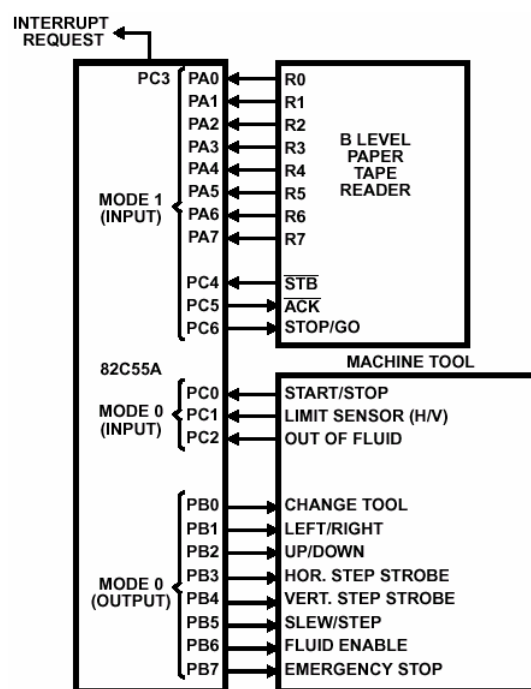 INTERRUPT
REQUEST
PC3 PA0 R0
PA1 R1
PA2 R2
PA3 R3
PA4 R4
PA5 R5
PA6 R6
PA7 R7
MODE 1
(INPUT)
B LEVEL
PAPER
TAPE
READER
PC4 STB
PC5 ACK
PC6 STOP/GO
MACHINE TOOL
82C55A
MODE 0
(INPUT)
PC0 START/STOP
PC1 LIMIT SENSOR (H/V)
PC2 OUT OF FLUID
MODE 0
(OUTPUT)
PB0 CHANGE TOOL
PB1 LEFT/RIGHT
PB2 UP/DOWN
PB3 HOR. STEP STROBE
PB4 VERT. STEP STROBE
PB5 SLEW/STEP
PB6 FLUID ENABLE
PB7 EMERGENCY STOP